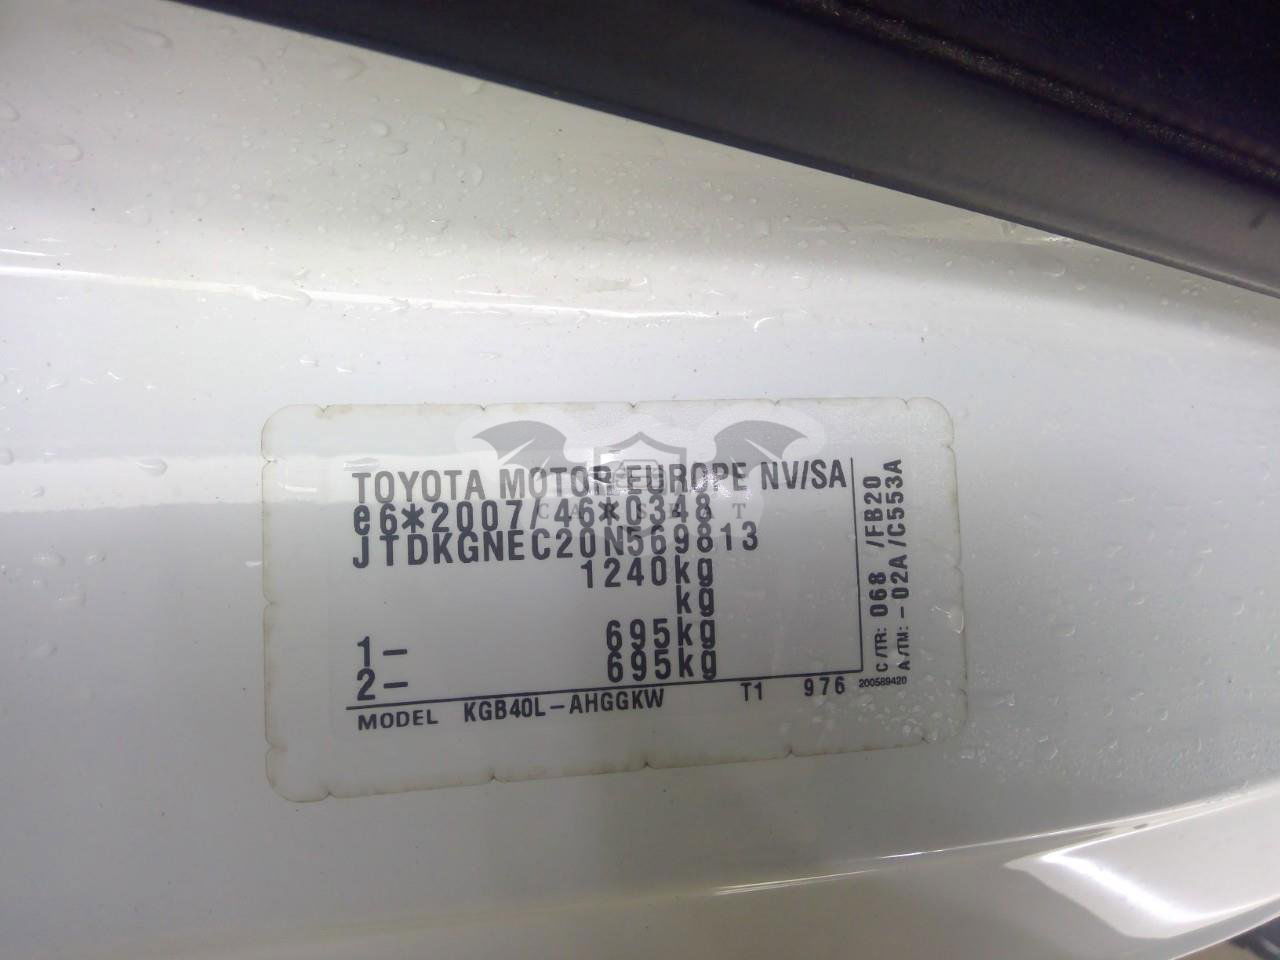 TOYOTA MOTOR EUROPE NV/SA
e6*2007/46*0348
JTDKGNEC20N569813
1240kg
kg
1- 695kg
2- 695kg
MODEL KGB40L-AHGGKW T1 976
C/TR: 068 /FB20
A/TM: -02A /C553A
200589420
CARSPAT